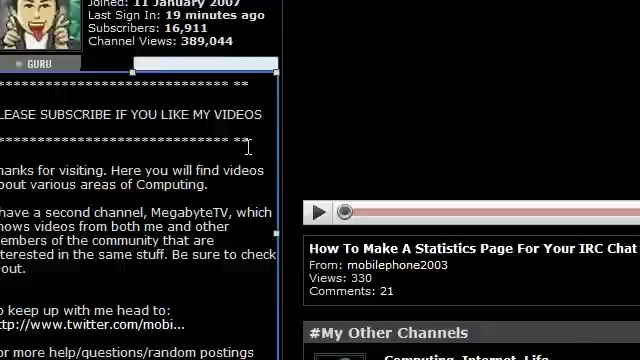 Joined: 11 January 2007
Last Sign In: 19 minutes ago
Subscribers: 16,911
Channel Views: 389,044
GURU
****************************** **
LEASE SUBSCRIBE IF YOU LIKE MY VIDEOS
****************************** **
hanks for visiting. Here you will find videos
bout various areas of Computing.
have a second channel, MegabyteTV, which
hows videos from both me and other
embers of the community that are
nterested in the same stuff. Be sure to check
out.
o keep up with me head to:
ttp://www.twitter.com/mobi...
or more help/questions/random postings
How To Make A Statistics Page For Your IRC Chat
From: mobilephone2003
Views: 330
Comments: 21
#My Other Channels
Computing, Internet, Life